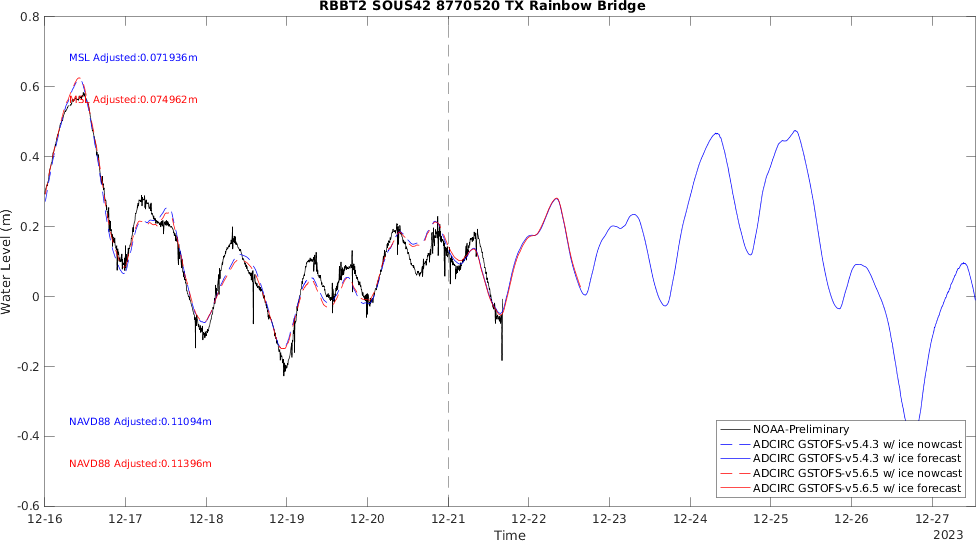 RBBT2 SOUS42 8770520 TX Rainbow Bridge
0.8
0.6
0.4
0.2
0
-0.2
-0.4
-0.6
Water Level (m)
MSL Adjusted:0.071936m
MSL Adjusted:0.074962m
NAVD88 Adjusted:0.11094m
NAVD88 Adjusted:0.11396m
NOAA-Preliminary
ADCIRC GSTOFS-v5.4.3 w/ ice nowcast
ADCIRC GSTOFS-v5.4.3 w/ ice forecast
ADCIRC GSTOFS-v5.6.5 w/ ice nowcast
ADCIRC GSTOFS-v5.6.5 w/ ice forecast
12-16 12-17 12-18 12-19 12-20 12-21 12-22 12-23 12-24 12-25 12-26 12-27
Time
2023